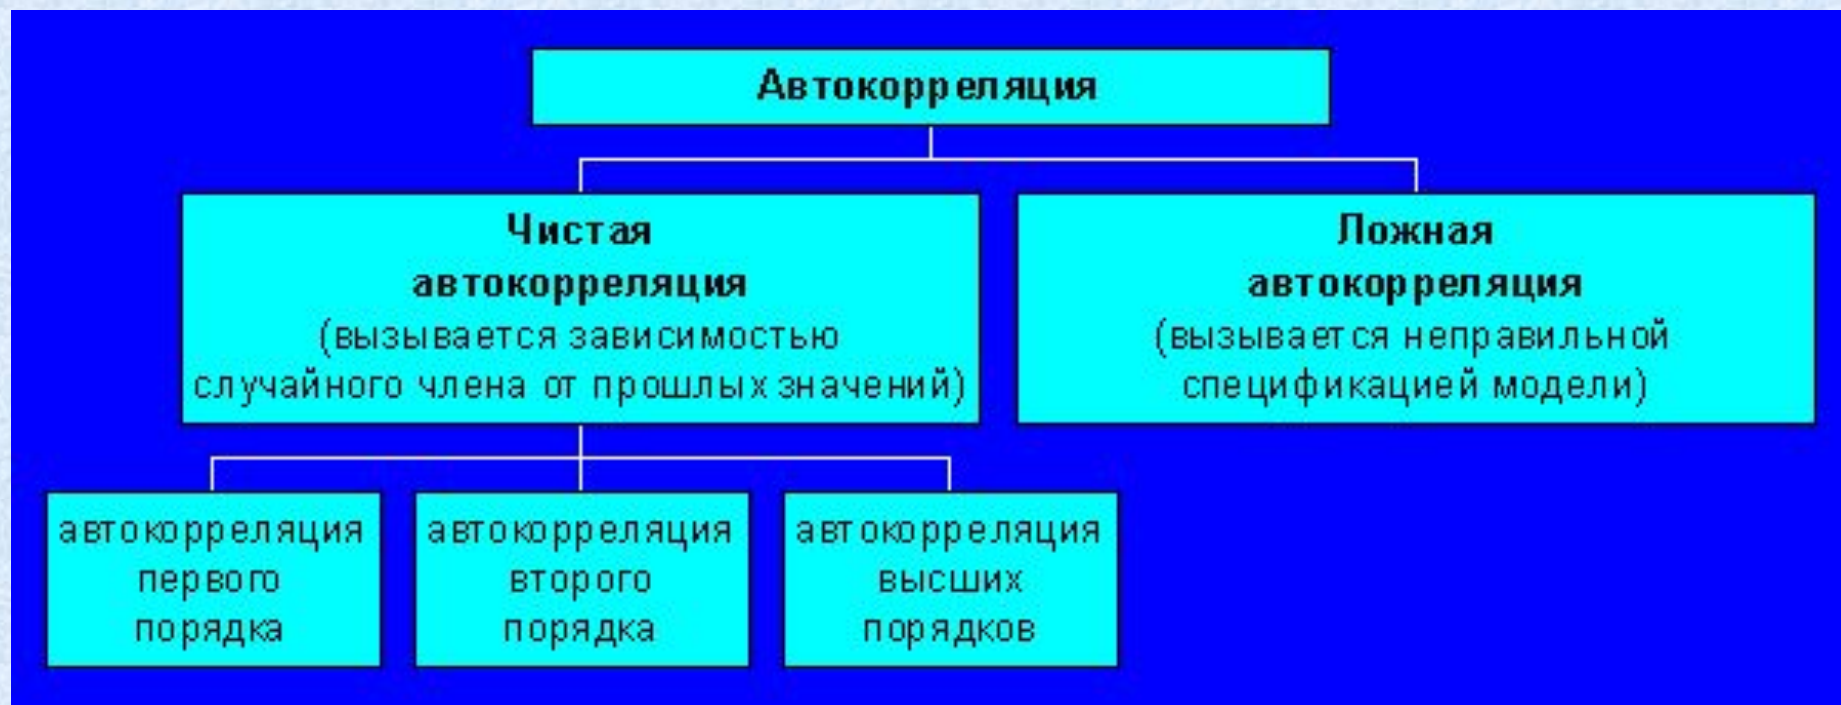 Автокорреляция
Чистая
автокорреляция
(вызывается зависимостью
случайного члена от прошлых значений)
Ложная
автокорреляция
(вызывается неправильной
спецификацией модели)
автокорреляция
первого
порядка
автокорреляция
второго
порядка
автокорреляция
высших
порядков